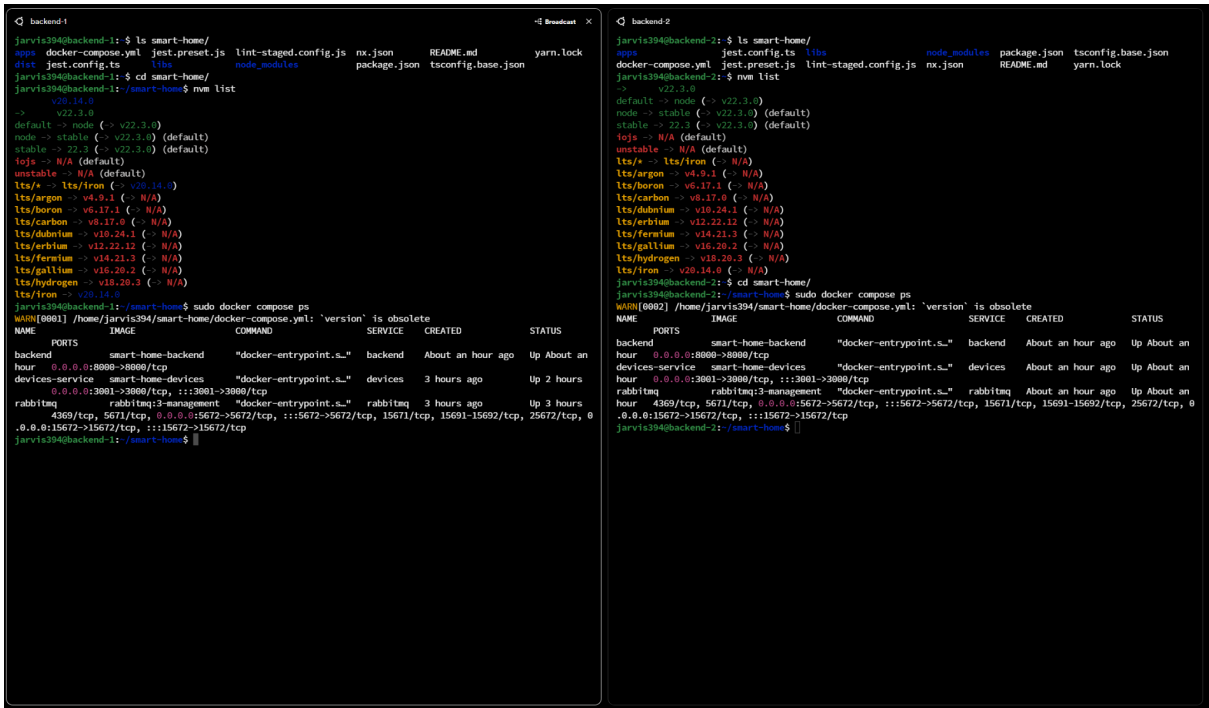 backend-1
Broadcast ×
jarvis394@backend-1:~$ ls smart-home/
apps docker-compose.yml jest.preset.js lint-staged.config.js nx.json README.md yarn.lock
dist jest.config.ts libs node_modules package.json tsconfig.base.json
jarvis394@backend-1:~$ cd smart-home/
jarvis394@backend-1:~/smart-home$ nvm list
v20.14.0
-> v22.3.0
default -> node (-> v22.3.0)
node -> stable (-> v22.3.0) (default)
stable -> 22.3 (-> v22.3.0) (default)
iojs -> N/A (default)
unstable -> N/A (default)
lts/* -> lts/iron (-> v20.14.0)
lts/argon -> v4.9.1 (-> N/A)
lts/boron -> v6.17.1 (-> N/A)
lts/carbon -> v8.17.0 (-> N/A)
lts/dubnium -> v10.24.1 (-> N/A)
lts/erbium -> v12.22.12 (-> N/A)
lts/fermium -> v14.21.3 (-> N/A)
lts/gallium -> v16.20.2 (-> N/A)
lts/hydrogen -> v18.20.3 (-> N/A)
lts/iron -> v20.14.0
jarvis394@backend-1:~/smart-home$ sudo docker compose ps
WARN[0001] /home/jarvis394/smart-home/docker-compose.yml: `version` is obsolete
NAME IMAGE COMMAND SERVICE CREATED STATUS
PORTS
backend smart-home-backend "docker-entrypoint.s…" backend About an hour ago Up About an
hour 0.0.0.0:8000->8000/tcp
devices-service smart-home-devices "docker-entrypoint.s…" devices 3 hours ago Up 2 hours
0.0.0.0:3001->3000/tcp, :::3001->3000/tcp
rabbitmq rabbitmq:3-management "docker-entrypoint.s…" rabbitmq 3 hours ago Up 3 hours
4369/tcp, 5671/tcp, 0.0.0.0:5672->5672/tcp, :::5672->5672/tcp, 15671/tcp, 15691-15692/tcp, 25672/tcp, 0
.0.0.0:15672->15672/tcp, :::15672->15672/tcp
jarvis394@backend-1:~/smart-home$
backend-2
jarvis394@backend-2:~$ ls smart-home/
apps jest.config.ts libs node_modules package.json tsconfig.base.json
docker-compose.yml jest.preset.js lint-staged.config.js nx.json README.md yarn.lock
jarvis394@backend-2:~$ nvm list
-> v22.3.0
default -> node (-> v22.3.0)
node -> stable (-> v22.3.0) (default)
stable -> 22.3 (-> v22.3.0) (default)
iojs -> N/A (default)
unstable -> N/A (default)
lts/* -> lts/iron (-> N/A)
lts/argon -> v4.9.1 (-> N/A)
lts/boron -> v6.17.1 (-> N/A)
lts/carbon -> v8.17.0 (-> N/A)
lts/dubnium -> v10.24.1 (-> N/A)
lts/erbium -> v12.22.12 (-> N/A)
lts/fermium -> v14.21.3 (-> N/A)
lts/gallium -> v16.20.2 (-> N/A)
lts/hydrogen -> v18.20.3 (-> N/A)
lts/iron -> v20.14.0 (-> N/A)
jarvis394@backend-2:~$ cd smart-home/
jarvis394@backend-2:~/smart-home$ sudo docker compose ps
WARN[0002] /home/jarvis394/smart-home/docker-compose.yml: `version` is obsolete
NAME IMAGE COMMAND SERVICE CREATED STATUS
PORTS
backend smart-home-backend "docker-entrypoint.s…" backend About an hour ago Up About an
hour 0.0.0.0:8000->8000/tcp
devices-service smart-home-devices "docker-entrypoint.s…" devices About an hour ago Up About an
hour 0.0.0.0:3001->3000/tcp, :::3001->3000/tcp
rabbitmq rabbitmq:3-management "docker-entrypoint.s…" rabbitmq About an hour ago Up About an
hour 4369/tcp, 5671/tcp, 0.0.0.0:5672->5672/tcp, :::5672->5672/tcp, 15671/tcp, 15691-15692/tcp, 25672/tcp, 0
.0.0.0:15672->15672/tcp, :::15672->15672/tcp
jarvis394@backend-2:~/smart-home$